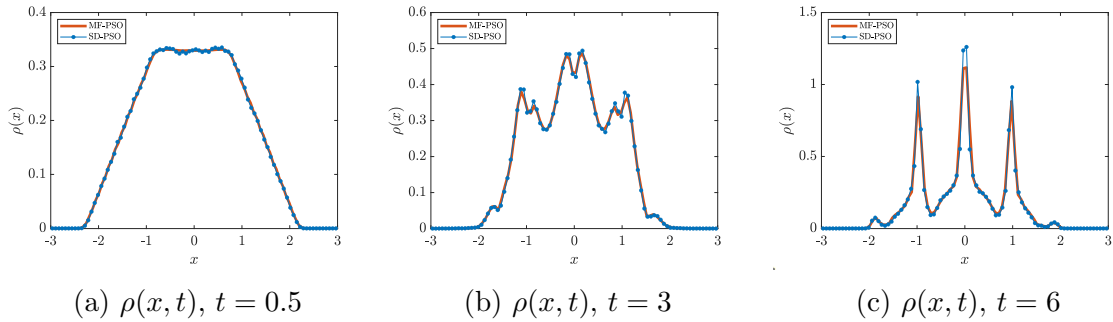 0.4
0.3
0.2
0.1
0
-3 -2 -1 0 1 2 3
ρ(x)
x
MF-PSO
SD-PSO
(a) ρ(x, t), t = 0.5
0.6
0.5
0.4
0.3
0.2
0.1
0
-3 -2 -1 0 1 2 3
ρ(x)
x
MF-PSO
SD-PSO
(b) ρ(x, t), t = 3
1.5
1
0.5
0
-3 -2 -1 0 1 2 3
ρ(x)
x
MF-PSO
SD-PSO
(c) ρ(x, t), t = 6